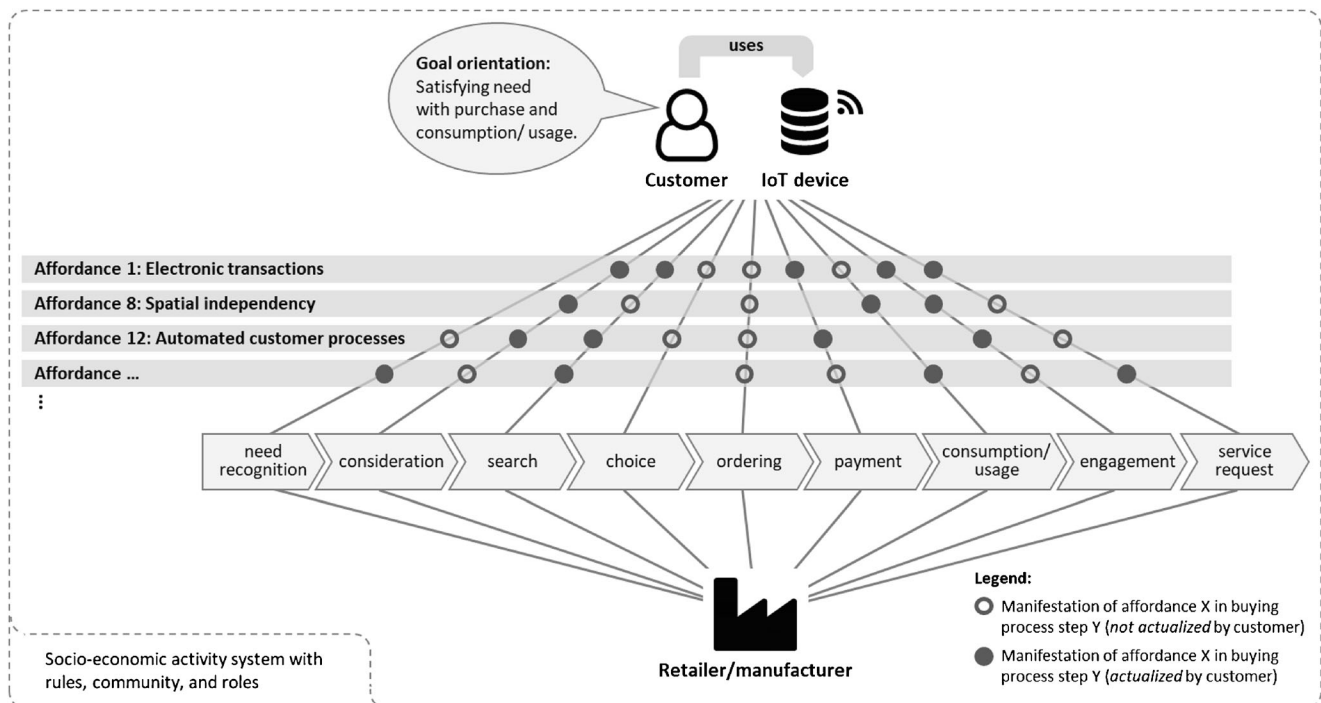 uses
Goal orientation:
Satisfying need
with purchase and
consumption/ usage.
Customer
IoT device
Affordance 1: Electronic transactions
Affordance 8: Spatial independency
Affordance 12: Automated customer processes
Affordance ...
⋮
need
recognition
consideration
search
choice
ordering
payment
consumption/
usage
engagement
service
request
Retailer/manufacturer
Legend:
Manifestation of affordance X in buying
process step Y (not actualized by customer)
Manifestation of affordance X in buying
process step Y (actualized by customer)
Socio-economic activity system with
rules, community, and roles